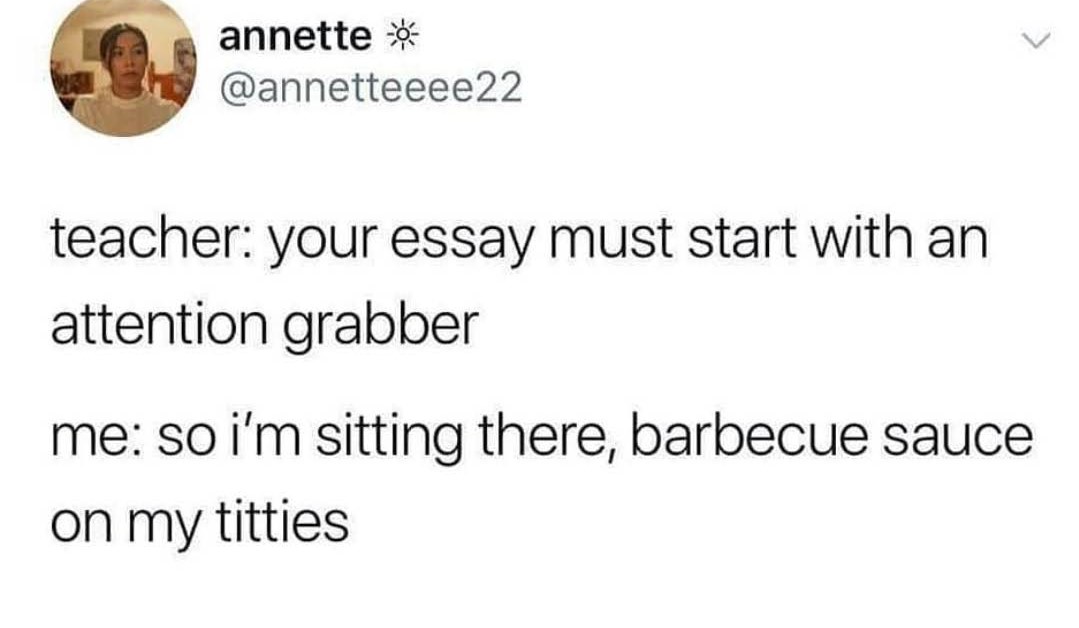 annette ☼
@annetteeee22
teacher: your essay must start with an
attention grabber
me: so i'm sitting there, barbecue sauce
on my titties